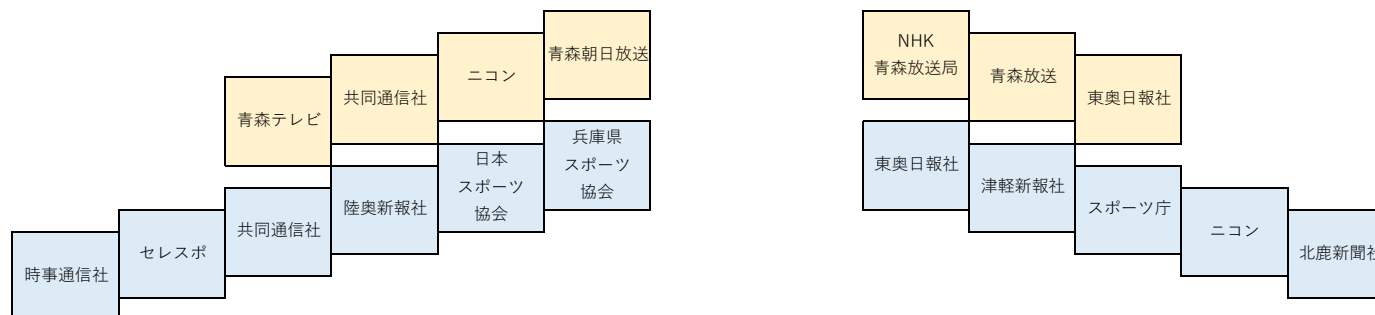 青森テレビ
共同通信社
ニコン
青森朝日放送
NHK
青森放送局
青森放送
東奥日報社
時事通信社
セレスポ
共同通信社
陸奥新報社
日本
スポーツ
協会
兵庫県
スポーツ
協会
東奥日報社
津軽新報社
スポーツ庁
ニコン
北鹿新聞社